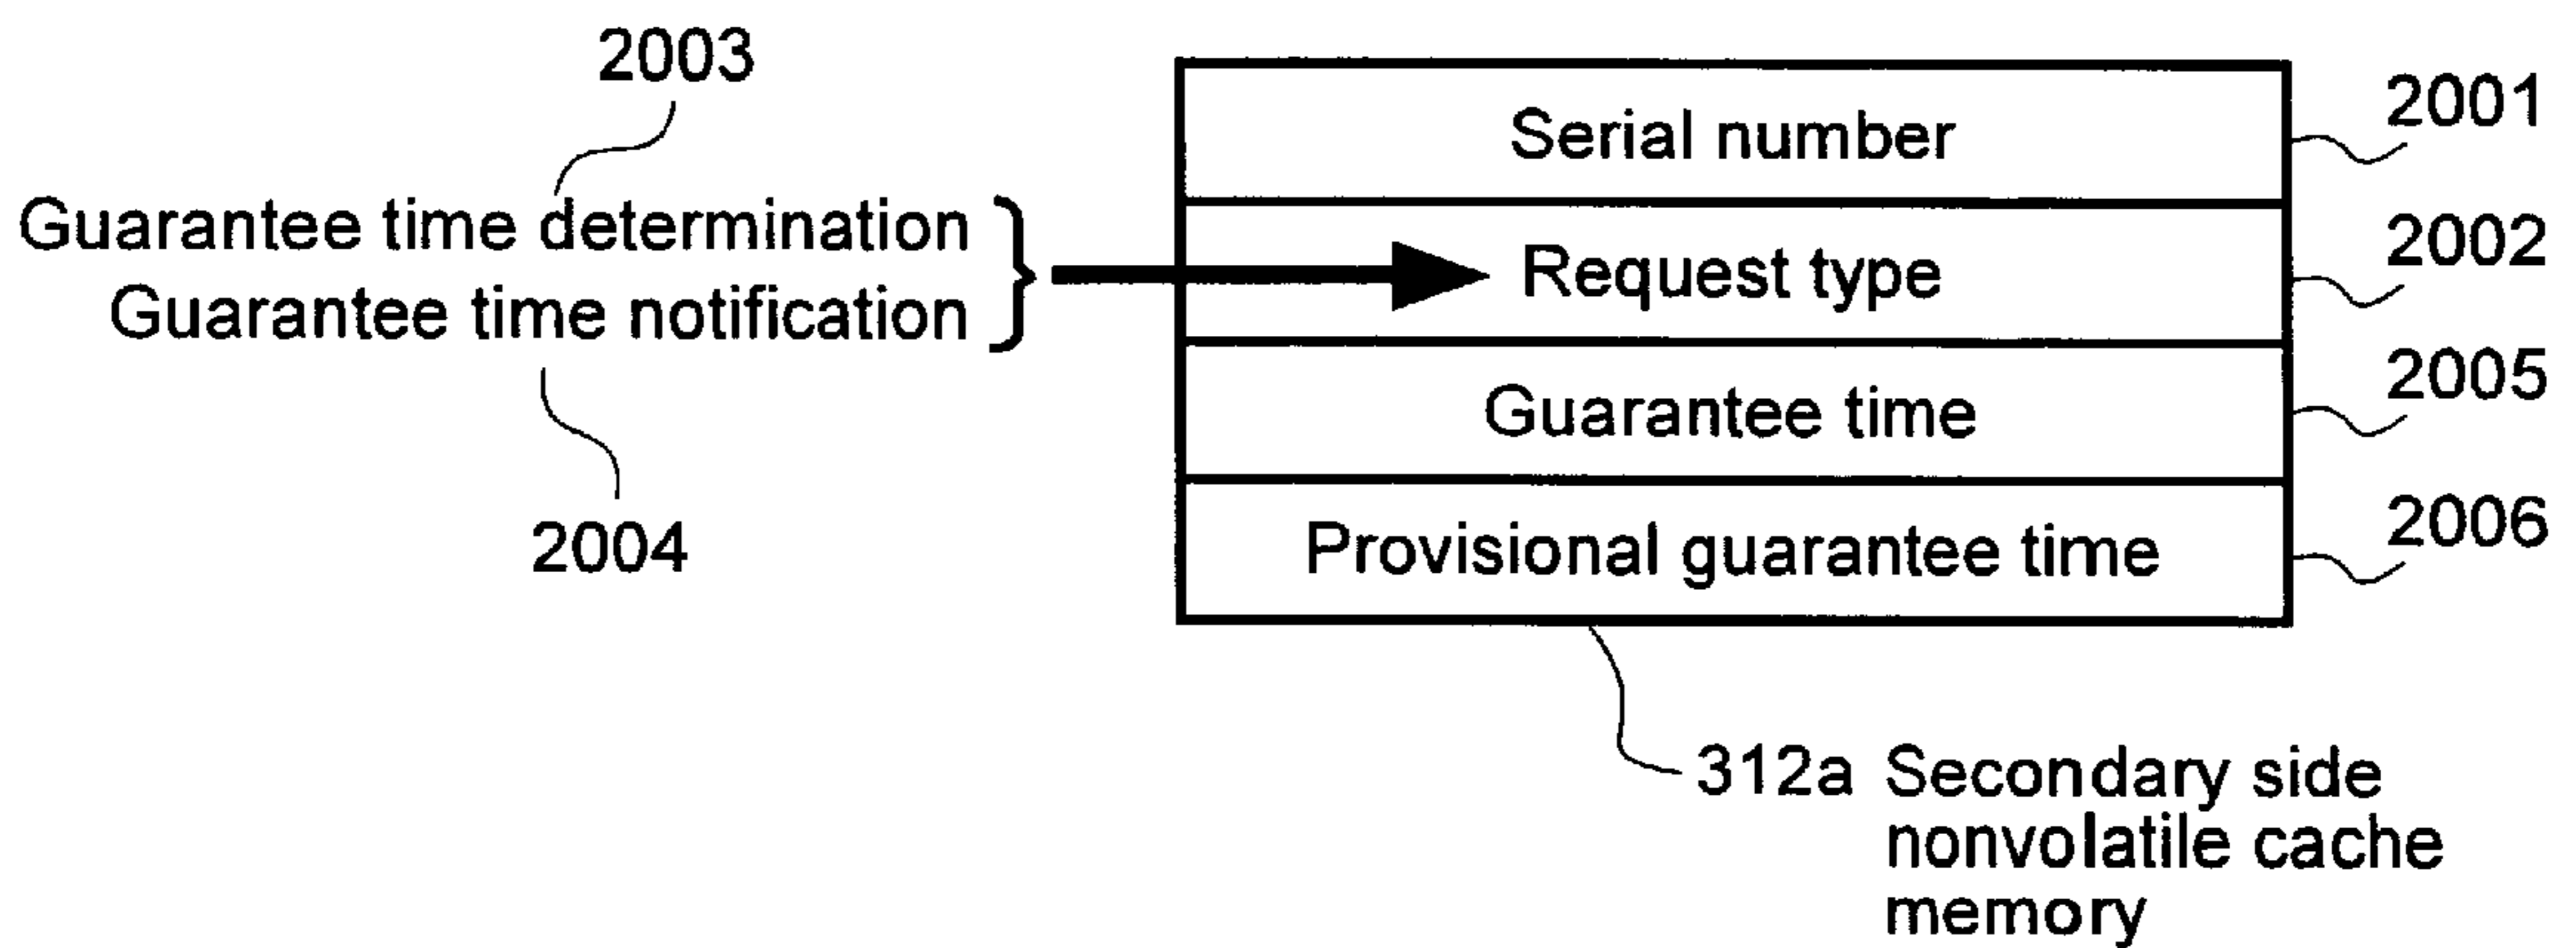 2003
Guarantee time determination
Guarantee time notification
2004
Serial number
2001
Request type
2002
Guarantee time
2005
Provisional guarantee time
2006
312a Secondary side
nonvolatile cache
memory